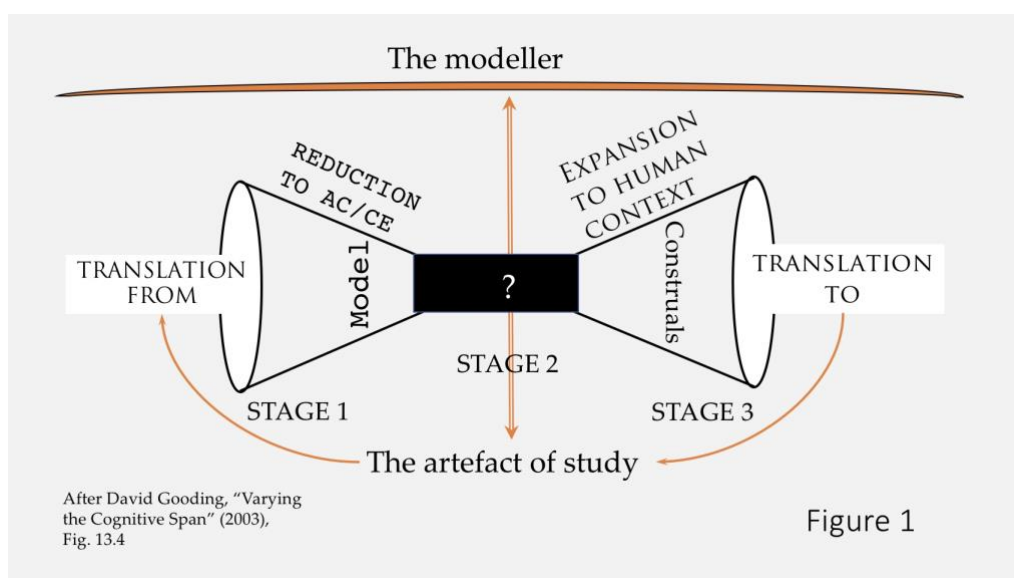 The modeller
REDUCTION
TO AC/CE
EXPANSION
TO HUMAN
CONTEXT
TRANSLATION
FROM
Model
?
Construals
TRANSLATION
TO
STAGE 2
STAGE 1
STAGE 3
The artefact of study
After David Gooding, “Varying
the Cognitive Span” (2003),
Fig. 13.4
Figure 1